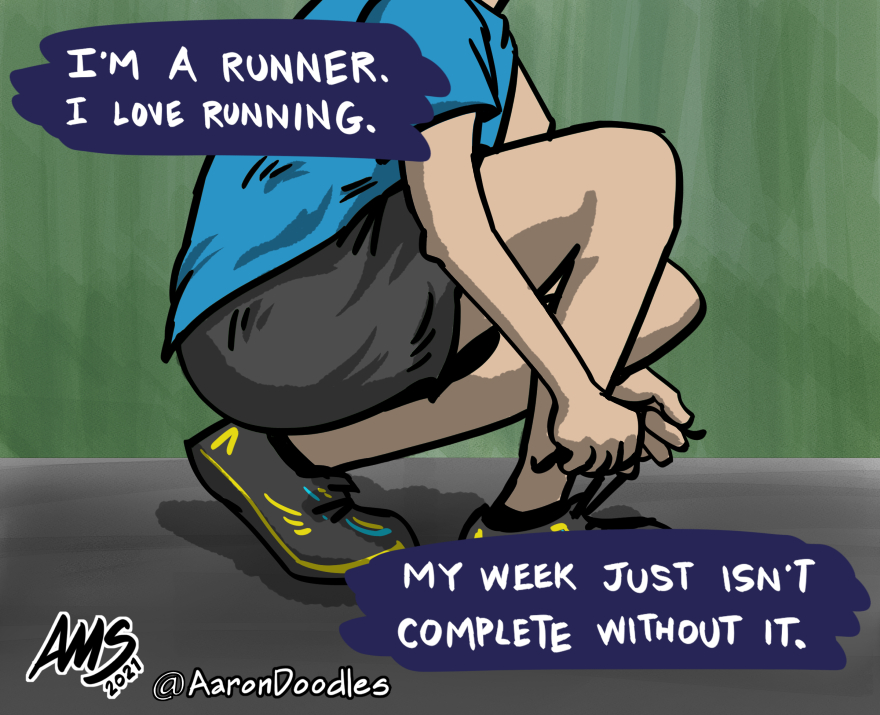 I'M A RUNNER.
I LOVE RUNNING.
MY WEEK JUST ISN'T
COMPLETE WITHOUT IT.
AMS
2021
@AaronDoodles